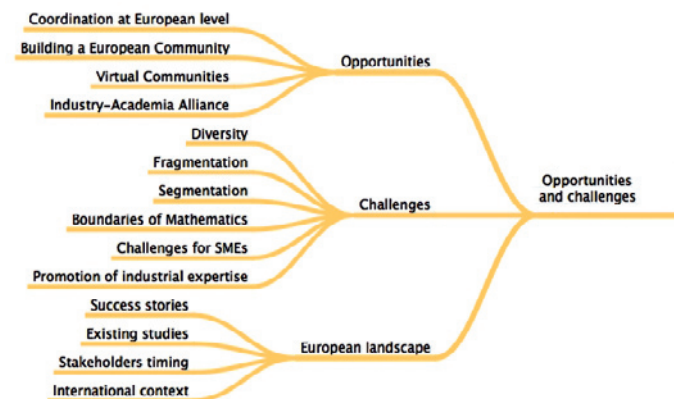 Coordination at European level
Building a European Community
Virtual Communities
Industry-Academia Alliance
Opportunities
Diversity
Fragmentation
Segmentation
Boundaries of Mathematics
Challenges for SMEs
Promotion of industrial expertise
Challenges
Success stories
Existing studies
Stakeholders timing
International context
European landscape
Opportunities
and challenges